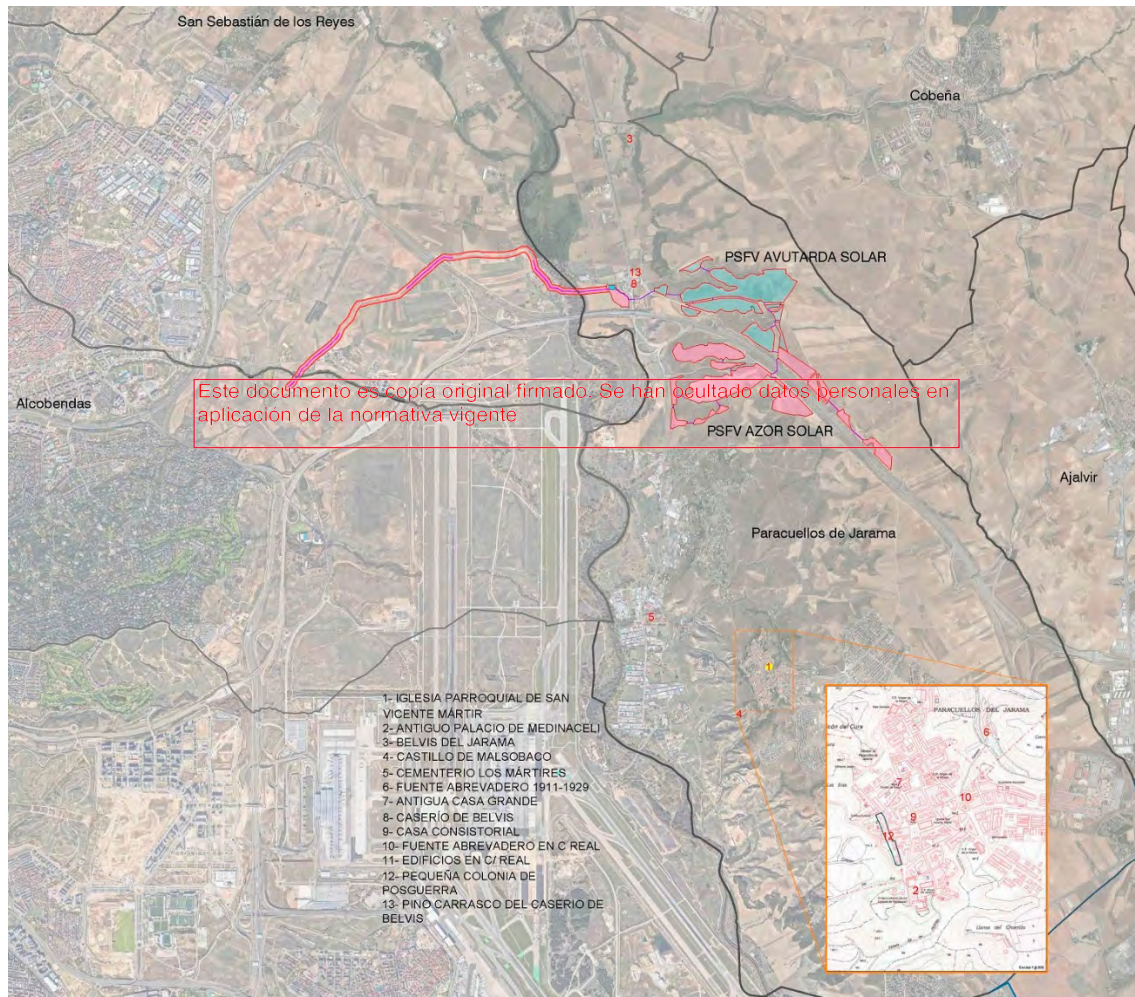 San Sebastián de los Reyes
Cobeña
3
PSFV AVUTARDA SOLAR
13
8
Este documento es copia original firmado. Se han ocultado datos personales en
aplicación de la normativa vigente
Alcobendas
PSFV AZOR SOLAR
Ajalvir
Paracuellos de Jarama
5
1
4
1- IGLESIA PARROQUIAL DE SAN
VICENTE MÁRTIR
2- ANTIGUO PALACIO DE MEDINACELI
3- BELVIS DEL JARAMA
4- CASTILLO DE MALSOBACO
5- CEMENTERIO LOS MÁRTIRES
6- FUENTE ABREVADERO 1911-1929
7- ANTIGUA CASA GRANDE
8- CASERÍO DE BELVIS
9- CASA CONSISTORIAL
10- FUENTE ABREVADERO EN C REAL
11- EDIFICIOS EN C/ REAL
12- PEQUEÑA COLONIA DE
POSGUERRA
13- PINO CARRASCO DEL CASERIO DE
BELVIS
PARACUELLOS DEL JARAMA
6
7
10
9
12
2